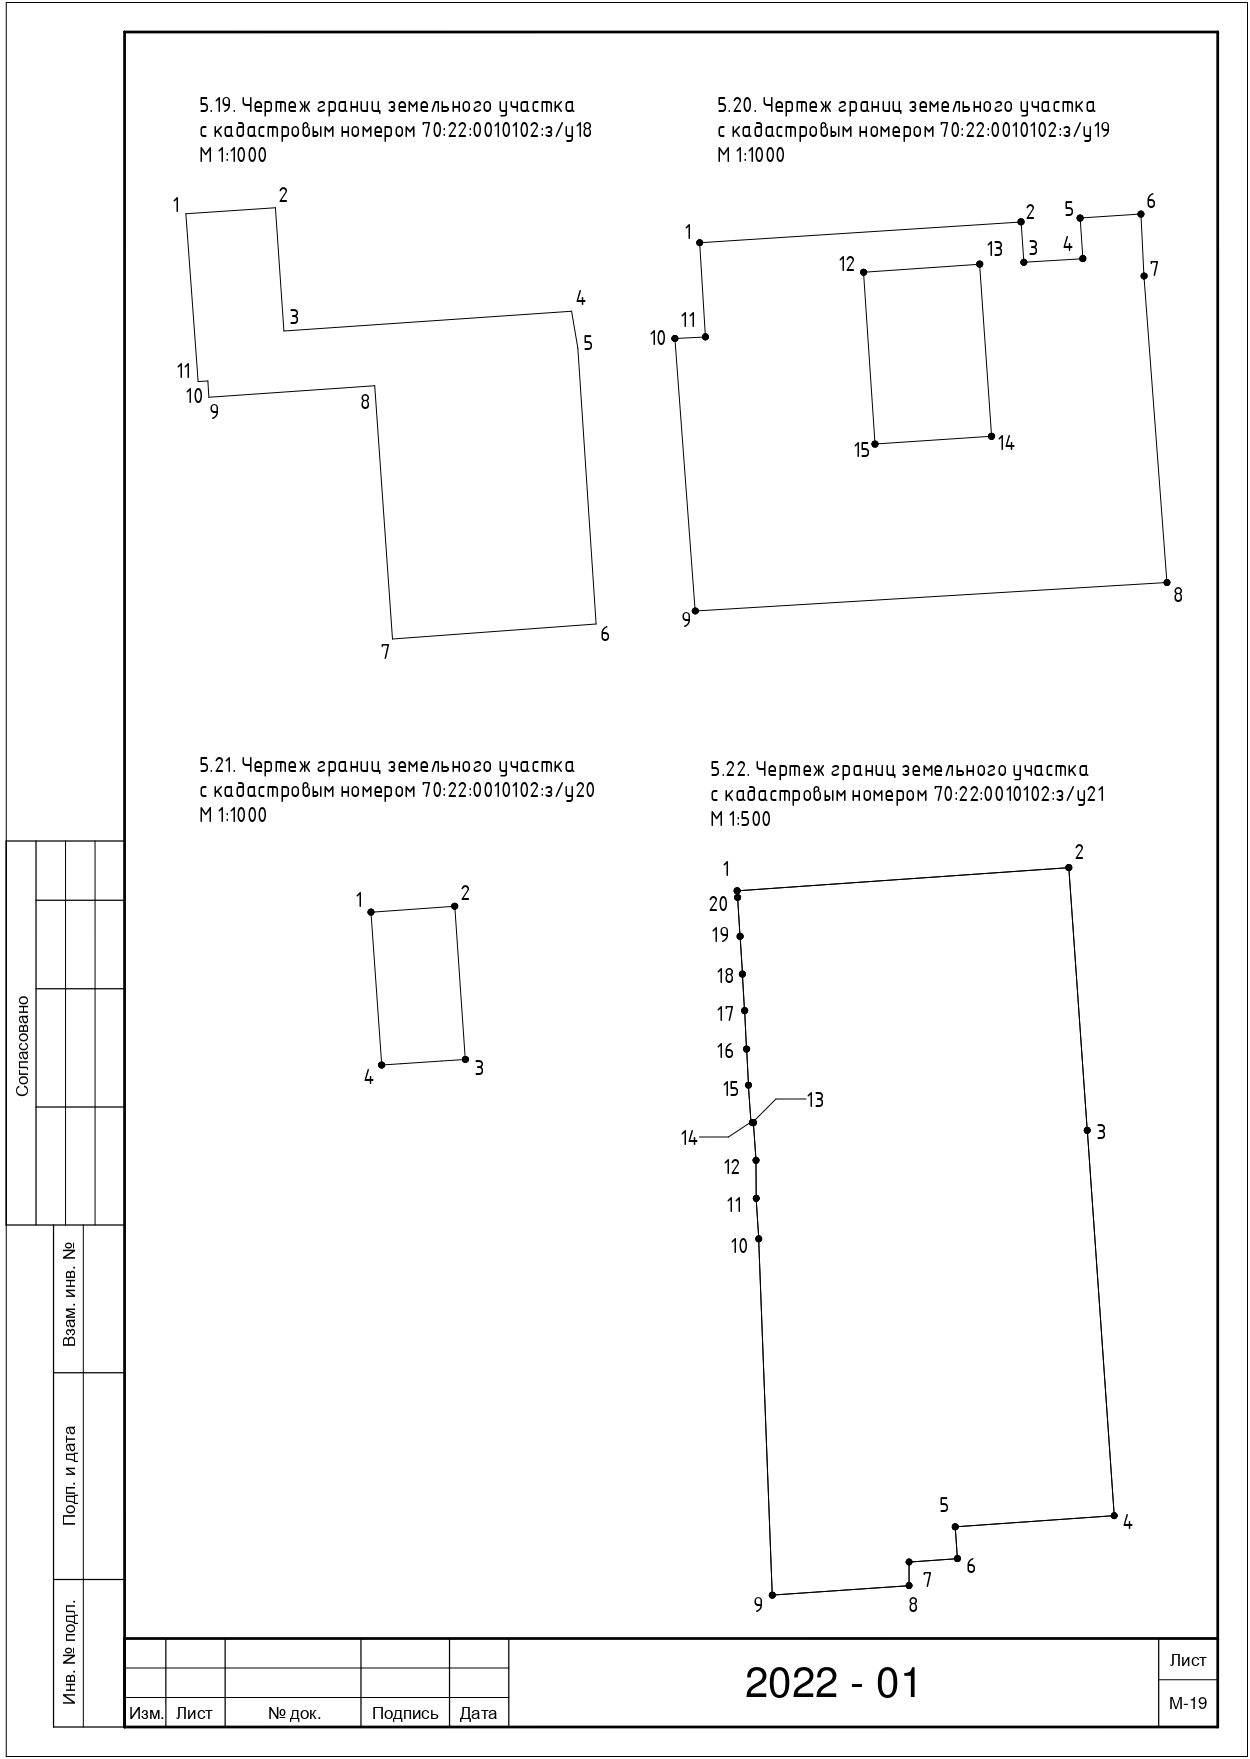 5.19. Чертеж границ земельного участка
с кадастровым номером 70:22:0010102:з/у18
М 1:1000
1
2
3
4
5
6
7
8
9
10
11
5.20. Чертеж границ земельного участка
с кадастровым номером 70:22:0010102:з/у19
М 1:1000
1
2
3
4
5
6
7
8
9
10
11
12
13
14
15
5.21. Чертеж границ земельного участка
с кадастровым номером 70:22:0010102:з/у20
М 1:1000
1
2
3
4
5.22. Чертеж границ земельного участка
с кадастровым номером 70:22:0010102:з/у21
М 1:500
1
2
3
4
5
6
7
8
9
10
11
12
13
14
15
16
17
18
19
20
Согласовано
Взам. инв. №
Подп. и дата
Инв. № подл.
Изм. Лист № док. Подпись Дата
2022 - 01
Лист
М-19